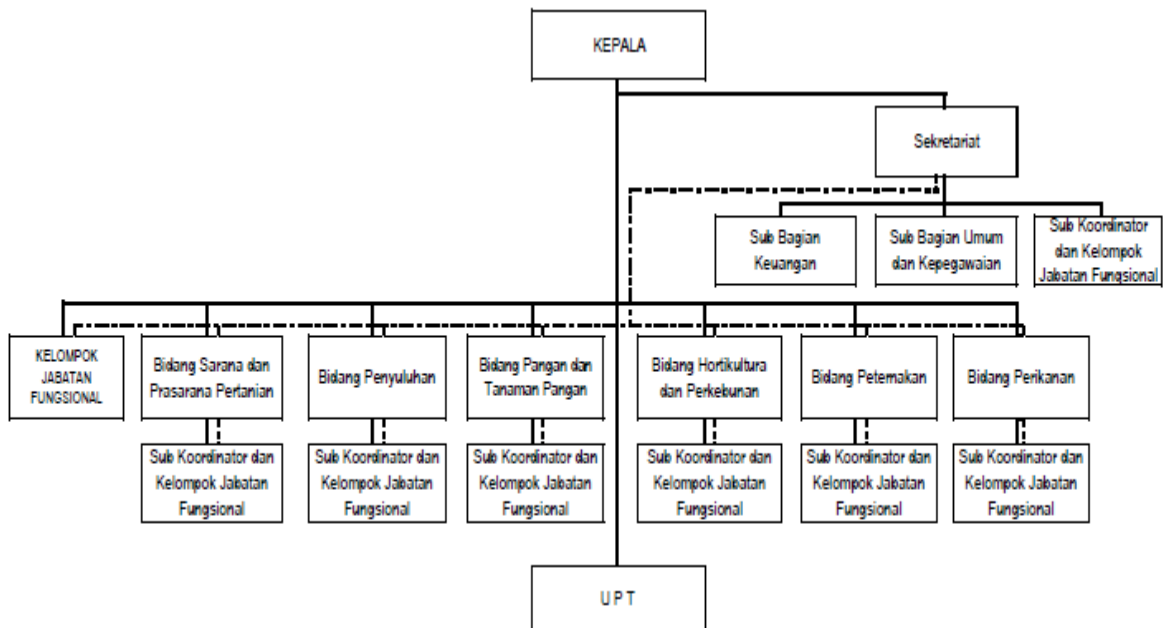 KEPALA
Sekretariat
Sub Bagian
Keuangan
Sub Bagian Umum
dan Kepegawaian
Sub Koordinator
dan Kelompok
Jabatan Fungsional
KELOMPOK
JABATAN
FUNGSIONAL
Bidang Sarana dan
Prasarana Pertanian
Bidang Penyuluhan
Bidang Pangan dan
Tanaman Pangan
Bidang Hortikultura
dan Perkebunan
Bidang Peternakan
Bidang Perikanan
Sub Koordinator dan
Kelompok Jabatan
Fungsional
Sub Koordinator dan
Kelompok Jabatan
Fungsional
Sub Koordinator dan
Kelompok Jabatan
Fungsional
Sub Koordinator dan
Kelompok Jabatan
Fungsional
Sub Koordinator dan
Kelompok Jabatan
Fungsional
Sub Koordinator dan
Kelompok Jabatan
Fungsional
U P T